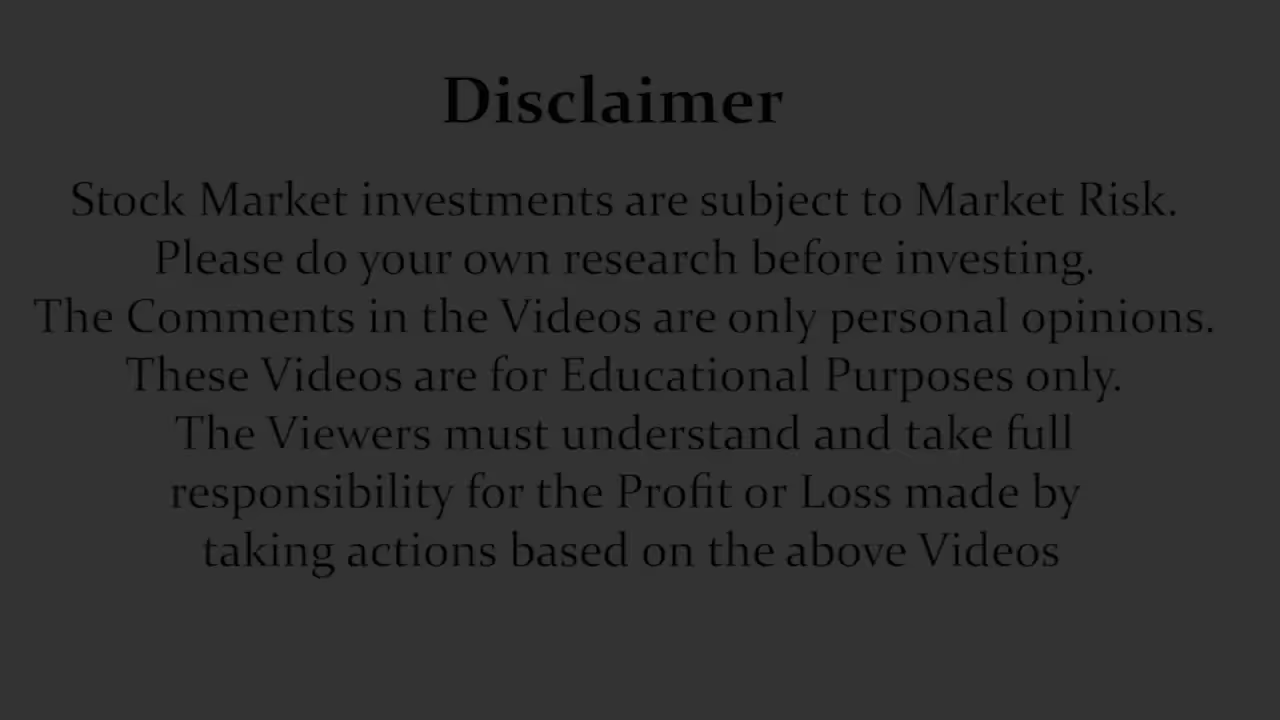 Disclaimer
Stock Market investments are subject to Market Risk.
Please do your own research before investing.
The Comments in the Videos are only personal opinions.
These Videos are for Educational Purposes only.
The Viewers must understand and take full
responsibility for the Profit or Loss made by
taking actions based on the above Videos